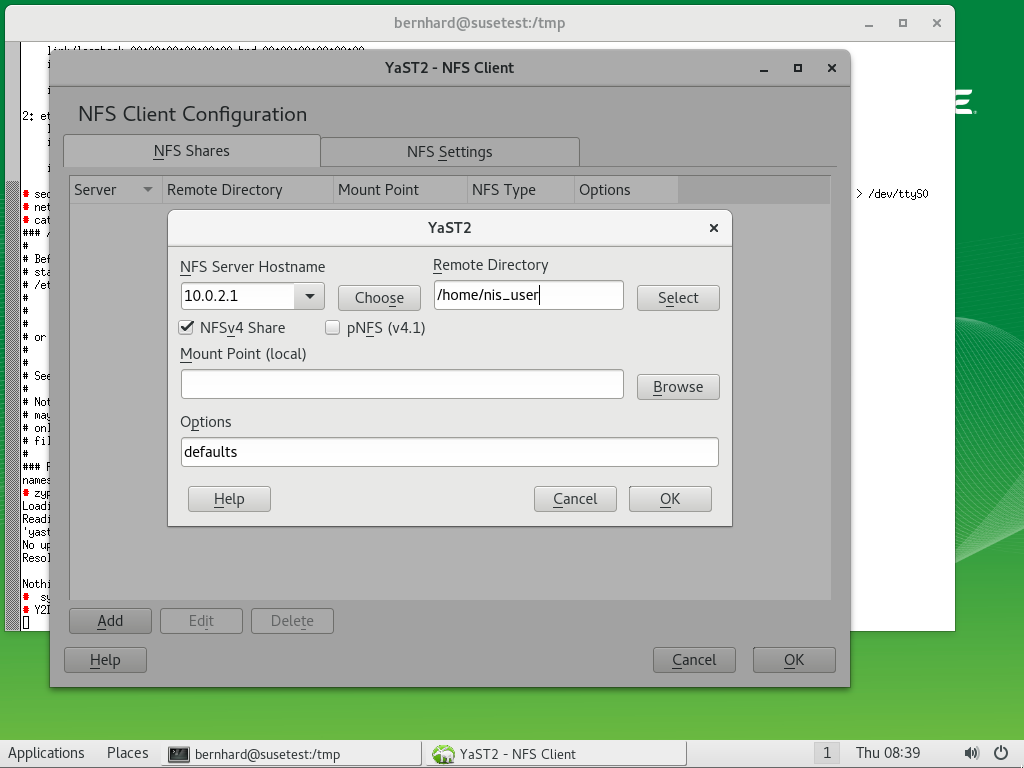 bernhard@susetest:/tmp
YaST2 - NFS Client
NFS Client Configuration
2: et
NFS Shares
NFS Settings
Server
Remote Directory
Mount Point
NFS Type
Options
> /dev/ttyS0
# sec
# net
# cat
### /
#
# Bef
# sta
# /et
#
#
#
# or
#
#
# See
#
# Not
# may
# onl
# fil
#
### P
names
# zyp
Loadi
Readi
'yast
No up
Resol
Nothi
# sy
# Y2D
YaST2
NFS Server Hostname
Remote Directory
10.0.2.1
Choose
/home/nis_user
Select
NFSv4 Share
pNFS (v4.1)
Mount Point (local)
Browse
Options
defaults
Help
Cancel
OK
Add
Edit
Delete
Help
Cancel
OK
Applications
Places
bernhard@susetest:/tmp
YaST2 - NFS Client
1
Thu 08:39